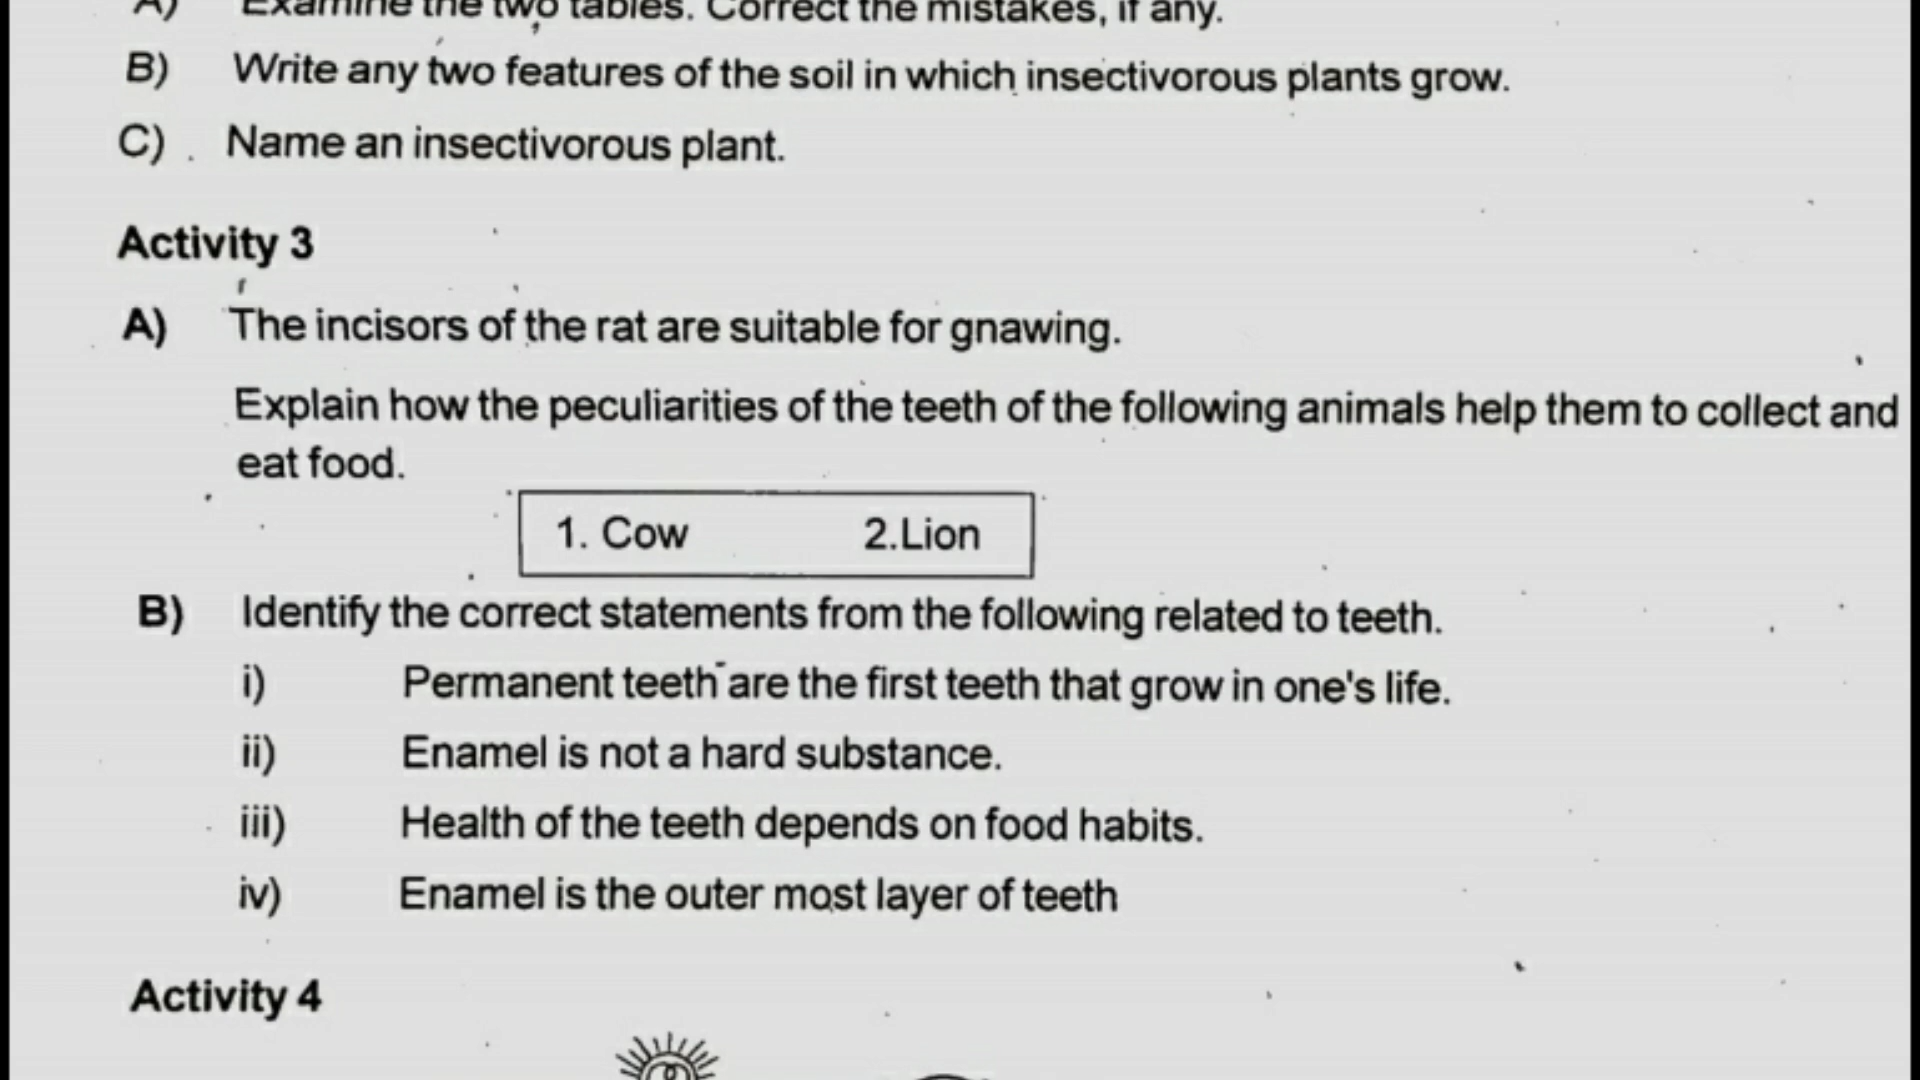 A) Examine the two tables. Correct the mistakes, if any.
B) Write any two features of the soil in which insectivorous plants grow.
C) . Name an insectivorous plant.
Activity 3
A) The incisors of the rat are suitable for gnawing.
Explain how the peculiarities of the teeth of the following animals help them to collect and
eat food.
1. Cow 2.Lion
B) Identify the correct statements from the following related to teeth.
i) Permanent teeth are the first teeth that grow in one's life.
ii) Enamel is not a hard substance.
iii) Health of the teeth depends on food habits.
iv) Enamel is the outer most layer of teeth
Activity 4